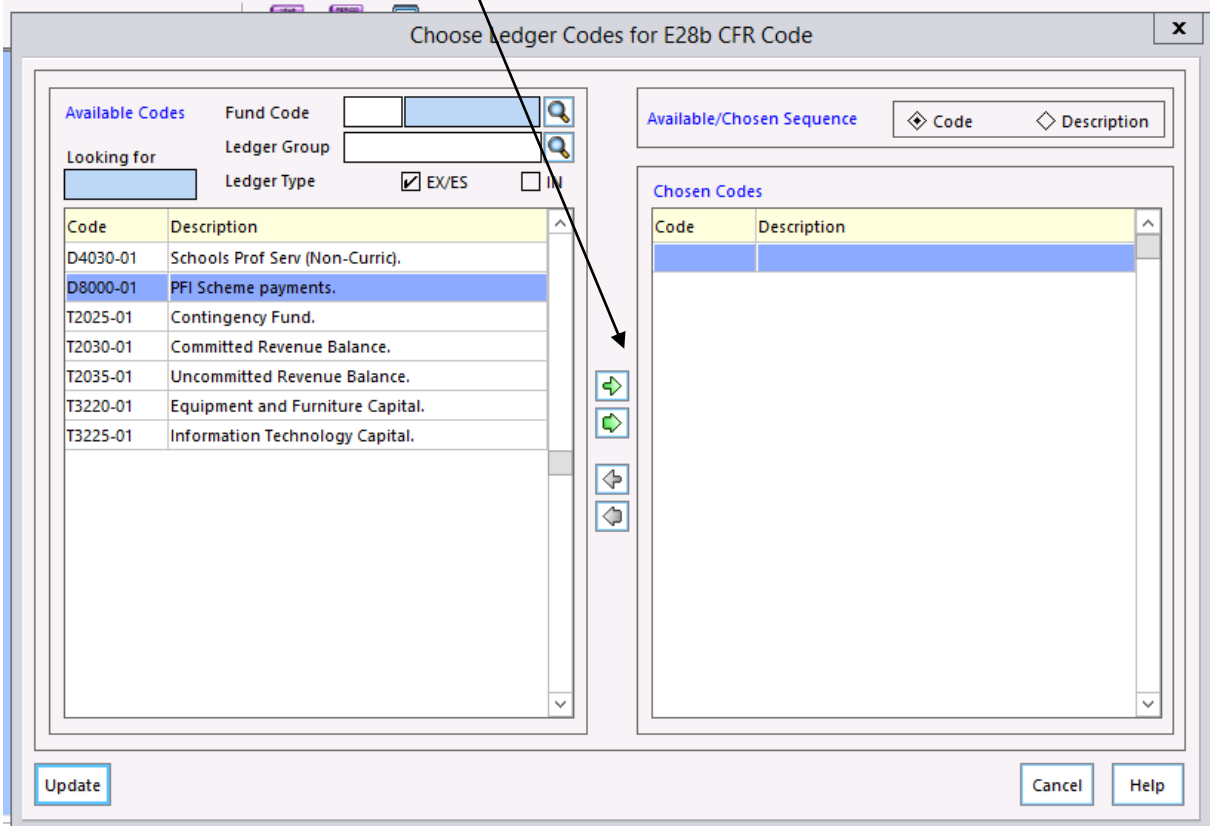 YEAR PERIOD
Choose Ledger Codes for E28b CFR Code x
Available Codes Fund Code
Looking for Ledger Group
Ledger Type EX/ES IN
Code Description
D4030-01 Schools Prof Serv (Non-Curric).
D8000-01 PFI Scheme payments.
T2025-01 Contingency Fund.
T2030-01 Committed Revenue Balance.
T2035-01 Uncommitted Revenue Balance.
T3220-01 Equipment and Furniture Capital.
T3225-01 Information Technology Capital.
Available/Chosen Sequence Code Description
Chosen Codes
Code Description
Update Cancel Help